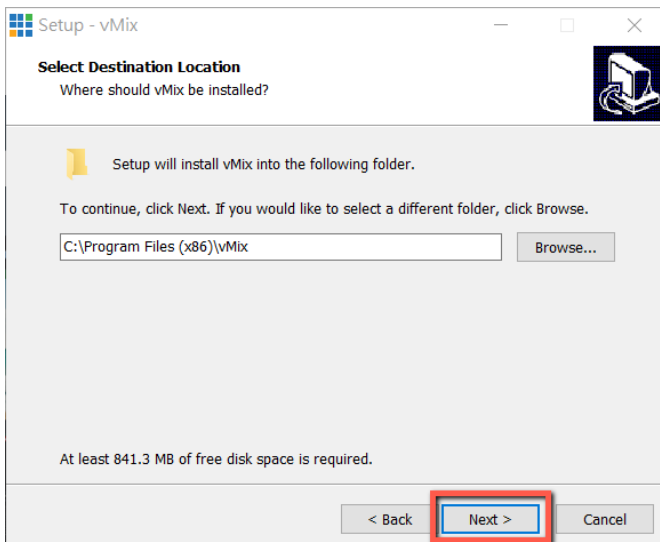 Setup - vMix
Select Destination Location
Where should vMix be installed?
Setup will install vMix into the following folder.
To continue, click Next. If you would like to select a different folder, click Browse.
C:\Program Files (x86)\vMix
Browse...
At least 841.3 MB of free disk space is required.
< Back
Next >
Cancel